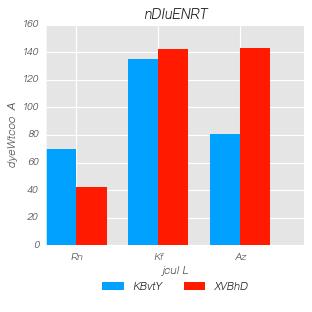 nDIuENRT
160
140
120
100
80
60
40
20
0
dyeWtcoo A
Rn Kf Az
jcul L
KBvtY XVBhD